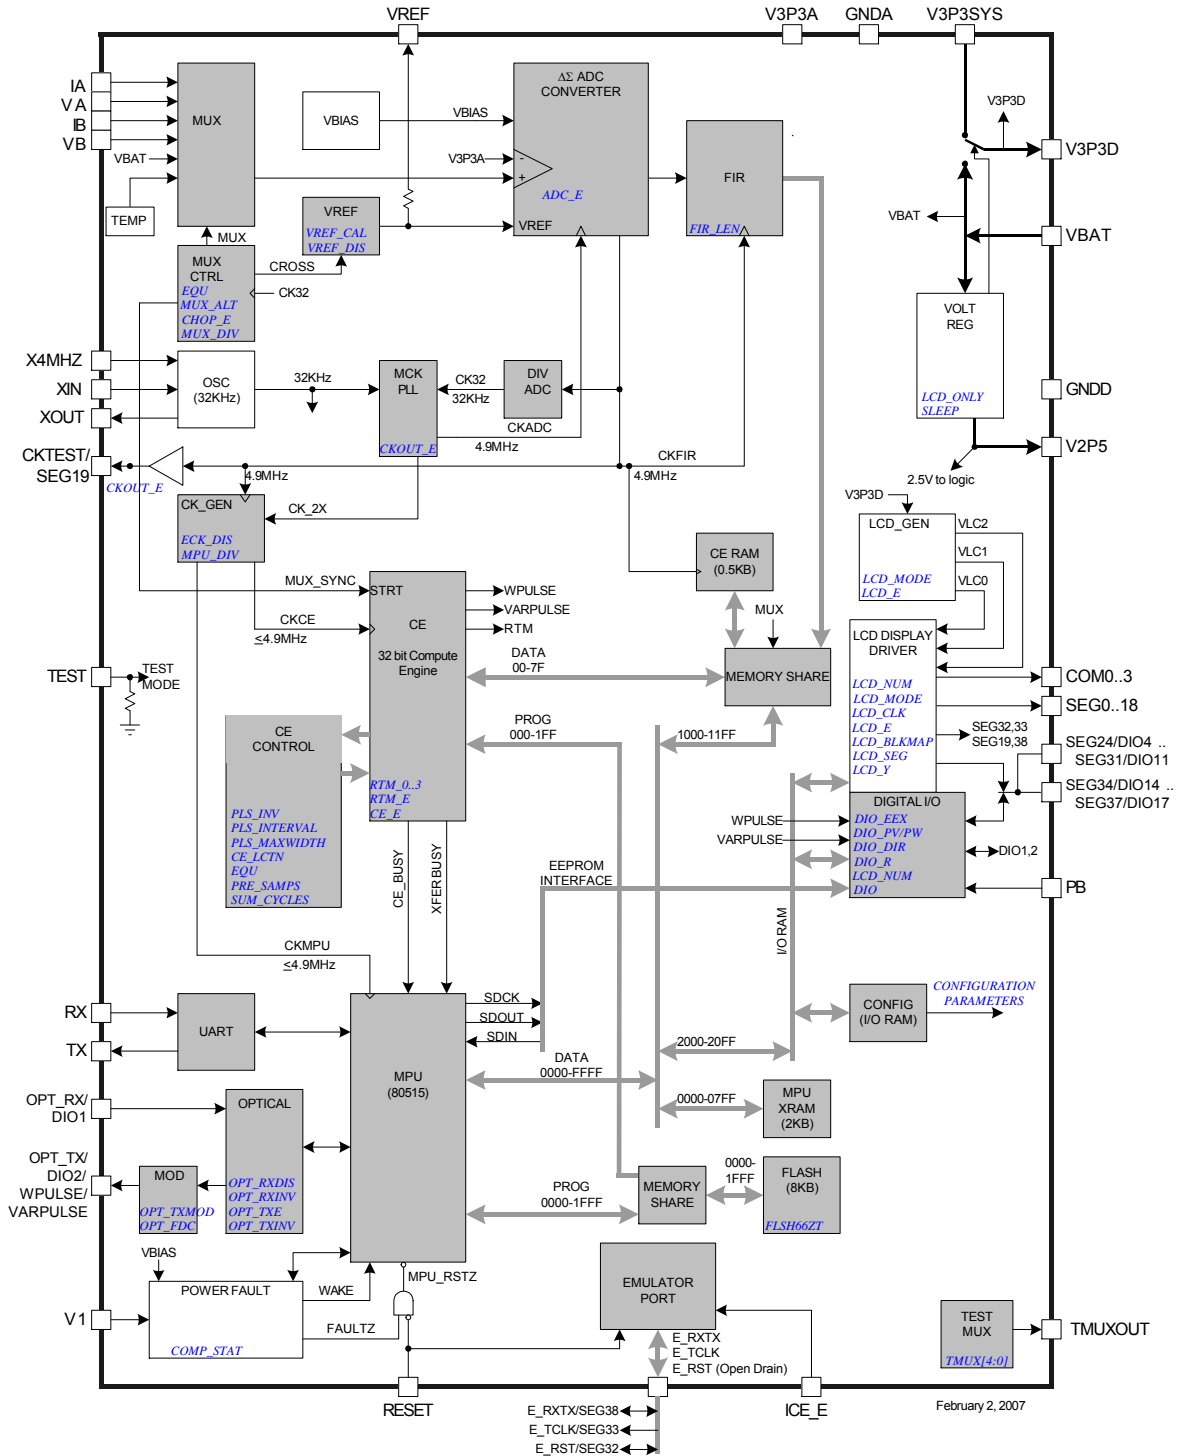 VREF
V3P3A
GNDA
V3P3SYS
IA
VA
IB
VB
VBAT
TEMP
MUX
MUX
VBIAS
VBIAS
ΔΣ ADC
CONVERTER
V3P3A
-
+
ADC_E
VREF
VREF
VREF_CAL
VREF_DIS
FIR
FIR_LEN
V3P3D
V3P3D
VBAT
VBAT
VOLT
REG
LCD_ONLY
SLEEP
GNDD
V2P5
2.5V to logic
MUX
CTRL
EQU
MUX_ALT
CHOP_E
MUX_DIV
CROSS
CK32
X4MHZ
XIN
XOUT
OSC
(32KHz)
32KHz
MCK
PLL
CKOUT_E
CK32
32KHz
DIV
ADC
CKADC
4.9MHz
CKFIR
4.9MHz
CKTEST/
SEG19
CKOUT_E
4.9MHz
CK_GEN
ECK_DIS
MPU_DIV
CK_2X
MUX_SYNC
CKCE
≤4.9MHz
STRT
CE
32 bit Compute
Engine
RTM_0..3
RTM_E
CE_E
WPULSE
VARPULSE
RTM
DATA
00-7F
PROG
000-1FF
CE RAM
(0.5KB)
MUX
MEMORY SHARE
1000-11FF
V3P3D
LCD_GEN
LCD_MODE
LCD_E
VLC2
VLC1
VLC0
LCD DISPLAY
DRIVER
LCD_NUM
LCD_MODE
LCD_CLK
LCD_E
LCD_BLKMAP
LCD_SEG
LCD_Y
COM0..3
SEG0..18
SEG32,33
SEG19,38
SEG24/DIO4 ..
SEG31/DIO11
SEG34/DIO14 ..
SEG37/DIO17
DIGITAL I/O
DIO_EEX
DIO_PV/PW
DIO_DIR
DIO_R
LCD_NUM
DIO
WPULSE
VARPULSE
DIO1,2
PB
TEST
TEST
MODE
CE
CONTROL
PLS_INV
PLS_INTERVAL
PLS_MAXWIDTH
CE_LCTN
EQU
PRE_SAMPS
SUM_CYCLES
CE_BUSY
XFER BUSY
EEPROM
INTERFACE
I/O RAM
CKMPU
≤4.9MHz
RX
TX
UART
MPU
(80515)
SDCK
SDOUT
SDIN
DATA
0000-FFFF
2000-20FF
CONFIG
(I/O RAM)
CONFIGURATION
PARAMETERS
0000-07FF
MPU
XRAM
(2KB)
OPT_RX/
DIO1
OPTICAL
OPT_RXDIS
OPT_RXINV
OPT_TXE
OPT_TXINV
OPT_TX/
DIO2/
WPULSE/
VARPULSE
MOD
OPT_TXMOD
OPT_FDC
PROG
0000-1FFF
MEMORY
SHARE
0000-
1FFF
FLASH
(8KB)
FLSH66ZT
VBIAS
V1
POWER FAULT
COMP_STAT
WAKE
FAULTZ
MPU_RSTZ
EMULATOR
PORT
E_RXTX
E_TCLK
E_RST (Open Drain)
TEST
MUX
TMUX[4:0]
TMUXOUT
RESET
ICE_E
February 2, 2007
E_RXTX/SEG38
E_TCLK/SEG33
E_RST/SEG32